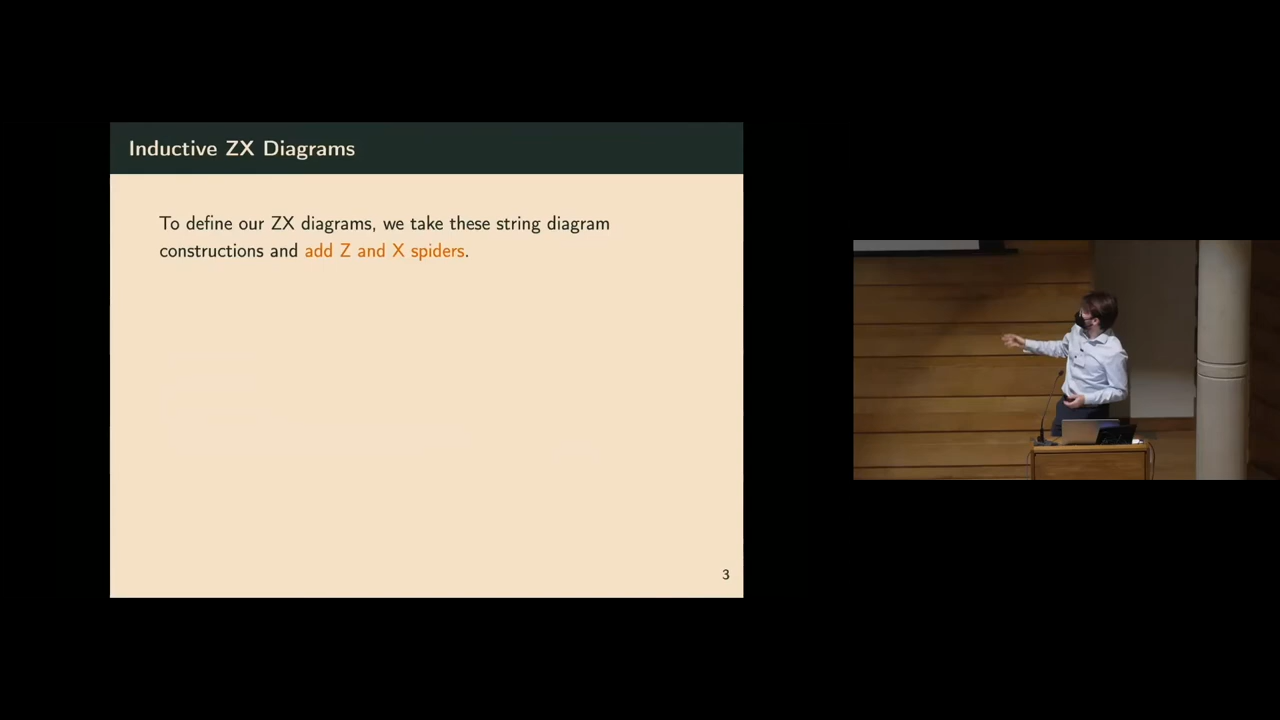 Inductive ZX Diagrams
To define our ZX diagrams, we take these string diagram
constructions and add Z and X spiders.
3